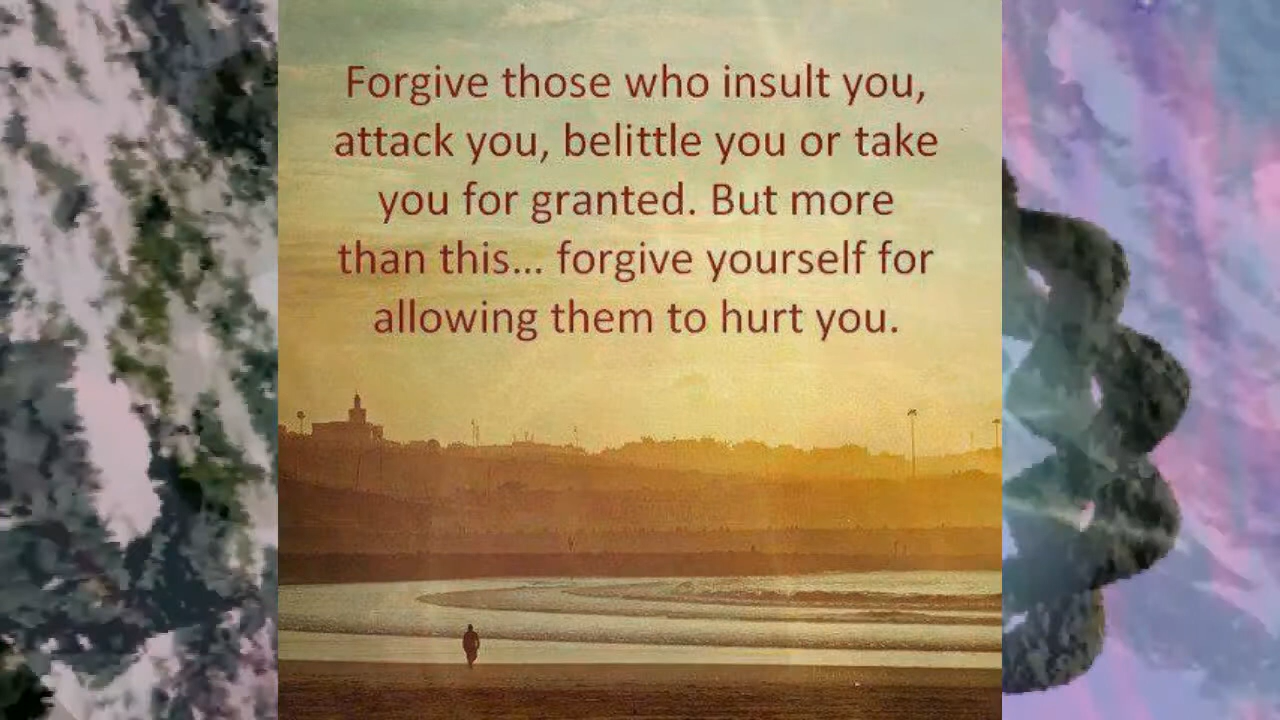 Forgive those who insult you,
attack you, belittle you or take
you for granted. But more
than this... forgive yourself for
allowing them to hurt you.